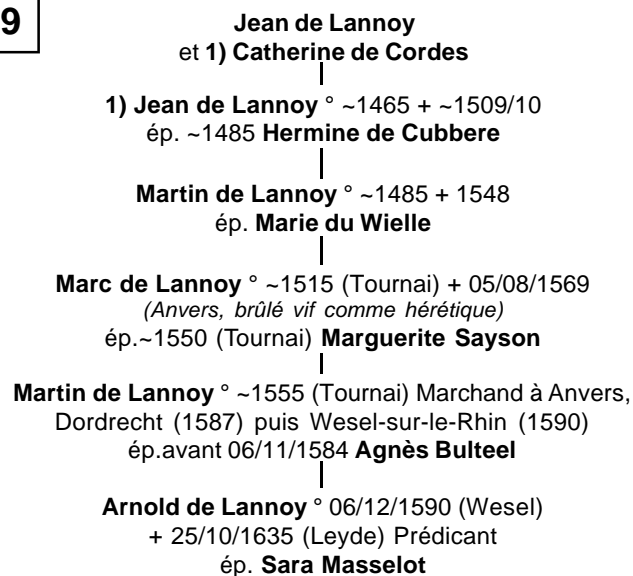 9
Jean de Lannoy
et 1) Catherine de Cordes
1) Jean de Lannoy ° ~1465 + ~1509/10
ép. ~1485 Hermine de Cubbere
Martin de Lannoy ° ~1485 + 1548
ép. Marie du Wielle
Marc de Lannoy ° ~1515 (Tournai) + 05/08/1569
(Anvers, brûlé vif comme hérétique)
ép.~1550 (Tournai) Marguerite Sayson
Martin de Lannoy ° ~1555 (Tournai) Marchand à Anvers,
Dordrecht (1587) puis Wesel-sur-le-Rhin (1590)
ép.avant 06/11/1584 Agnès Bulteel
Arnold de Lannoy ° 06/12/1590 (Wesel)
+ 25/10/1635 (Leyde) Prédicant
ép. Sara Masselot